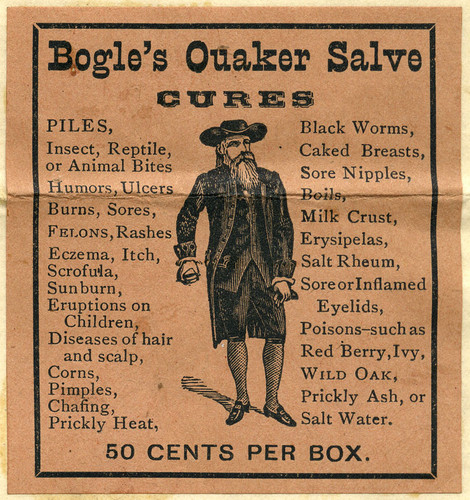 Bogle's Quaker Salve
CURES
PILES,
Insect, Reptile,
or Animal Bites
Humors, Ulcers
Burns, Sores,
FELONS, Rashes
Eczema, Itch,
Scrofula,
Sunburn,
Eruptions on
Children,
Diseases of hair
and scalp,
Corns,
Pimples,
Chafing,
Prickly Heat,
Black Worms,
Caked Breasts,
Sore Nipples,
Boils,
Milk Crust,
Erysipelas,
Salt Rheum,
Sore or Inflamed
Eyelids,
Poisons—such as
Red Berry, Ivy,
WILD OAK,
Prickly Ash, or
Salt Water.
50 CENTS PER BOX.